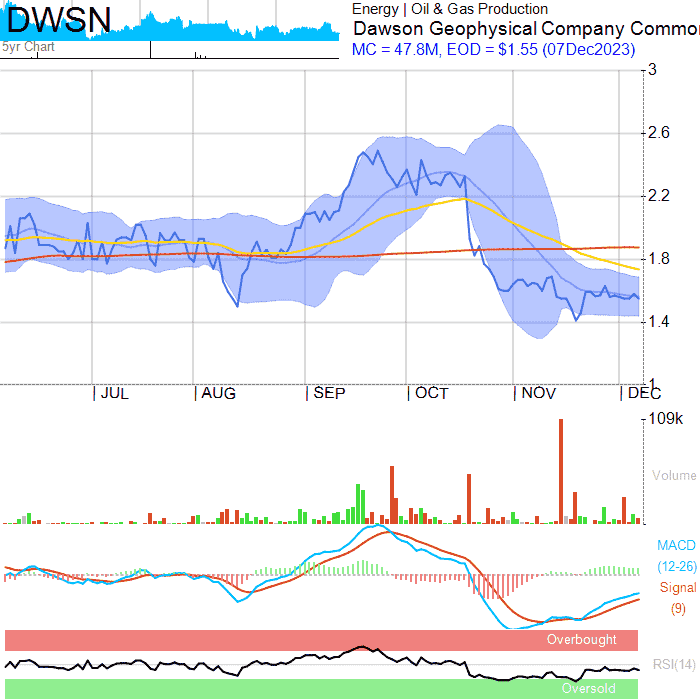 DWSN
5yr Chart
Energy | Oil & Gas Production
Dawson Geophysical Company Commo
MC = 47.8M, EOD = $1.55 (07Dec2023)
3
2.6
2.2
1.8
1.4
1
| JUL | AUG | SEP | OCT | NOV | DEC
109k
Volume
MACD
(12-26)
Signal
(9)
Overbought
RSI(14)
Oversold